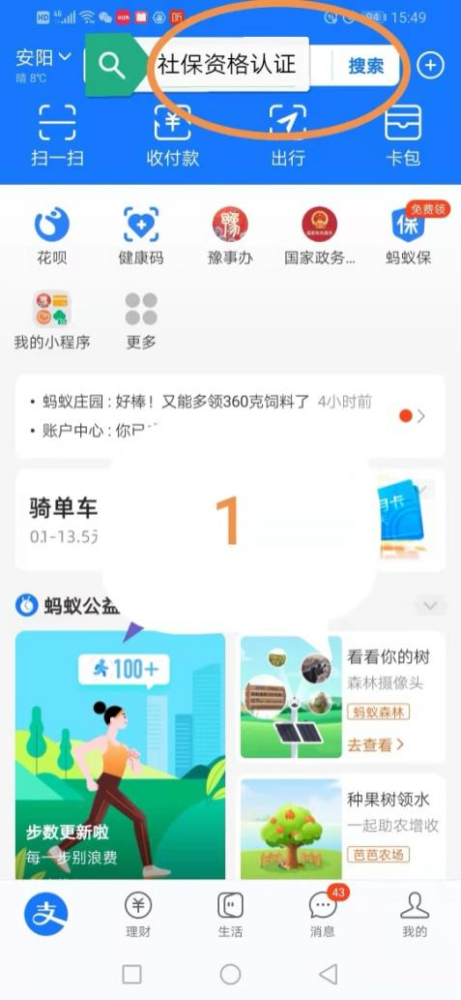 HD 4G 94 15:49
安阳
晴 8℃
社保资格认证
搜索
扫一扫 收付款 出行 卡包
免费领
花呗 健康码 豫事办 国家政务... 蚂蚁保
我的小程序 更多
• 蚂蚁庄园 : 好棒！又能多领360克饲料了 4小时前
• 账户中心 : 你已
骑单车
0.1-13.5
1
月卡
蚂蚁公益
100+
步数更新啦
每一步别浪费
看看你的树
森林摄像头
蚂蚁森林
去查看
种果树领水
一起助农增收
芭芭农场
43
支
理财 生活 消息 我的